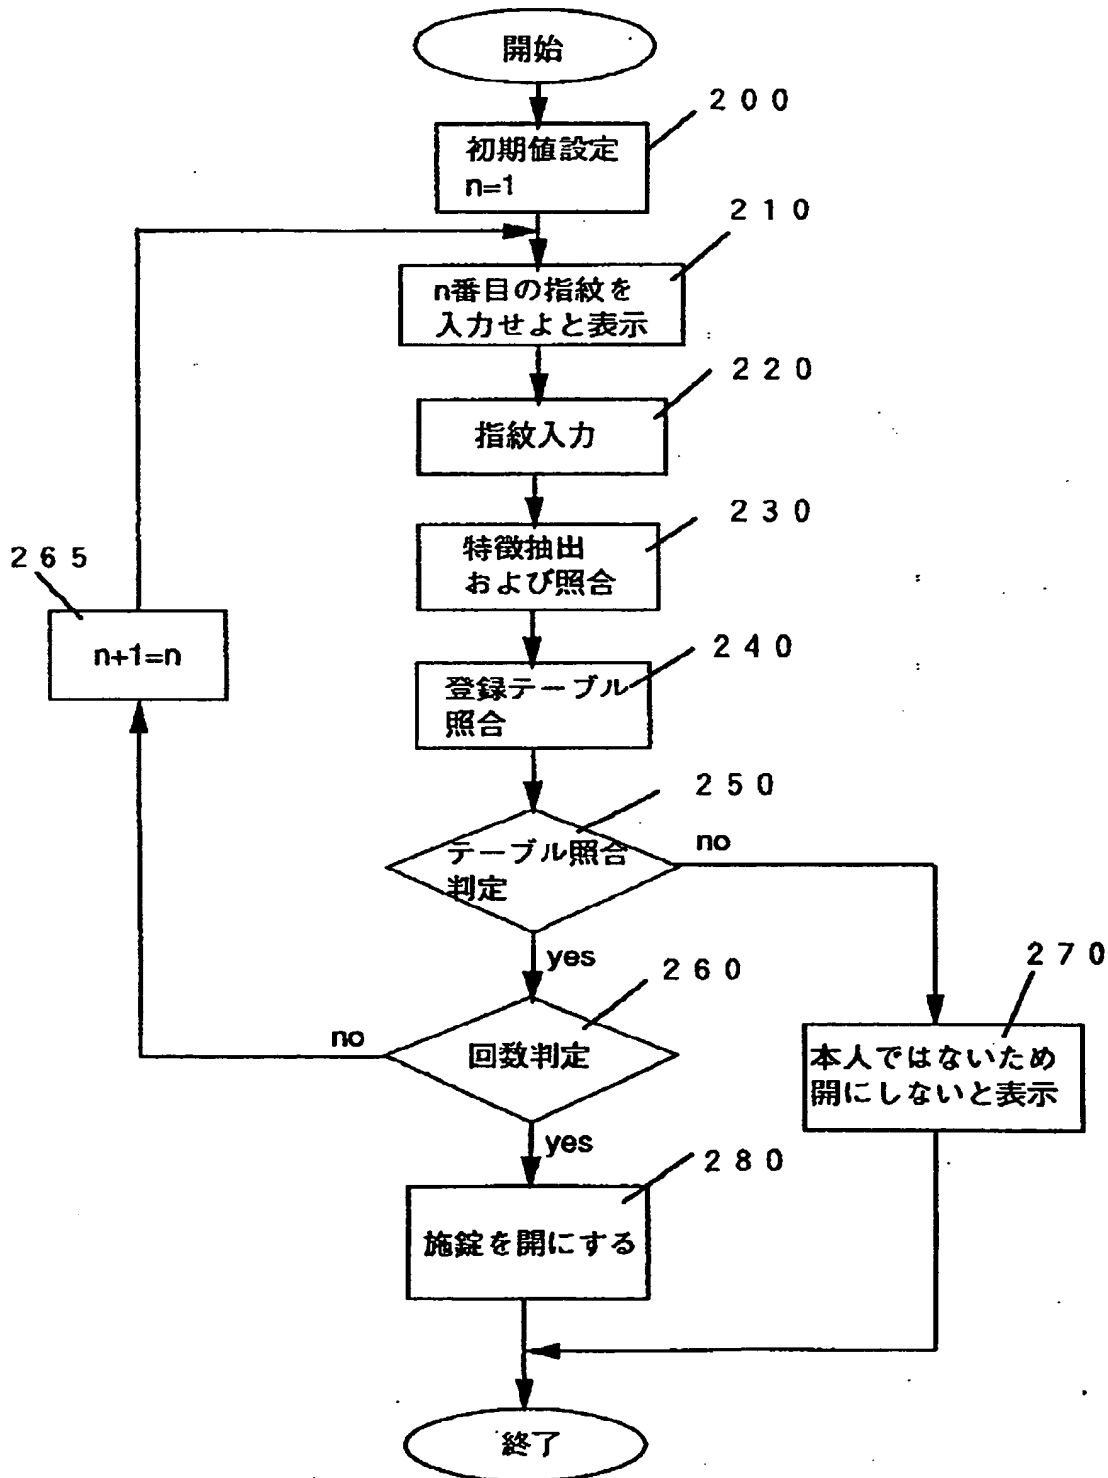 開始
200
初期値設定
n=1
210
n番目の指紋を
入力せよと表示
220
指紋入力
230
特徴抽出
および照合
265
n+1=n
240
登録テーブル
照合
250
テーブル照合
判定
no
yes
260
270
no
回数判定
本人ではないため
開にしないと表示
yes
280
施錠を開にする
終了